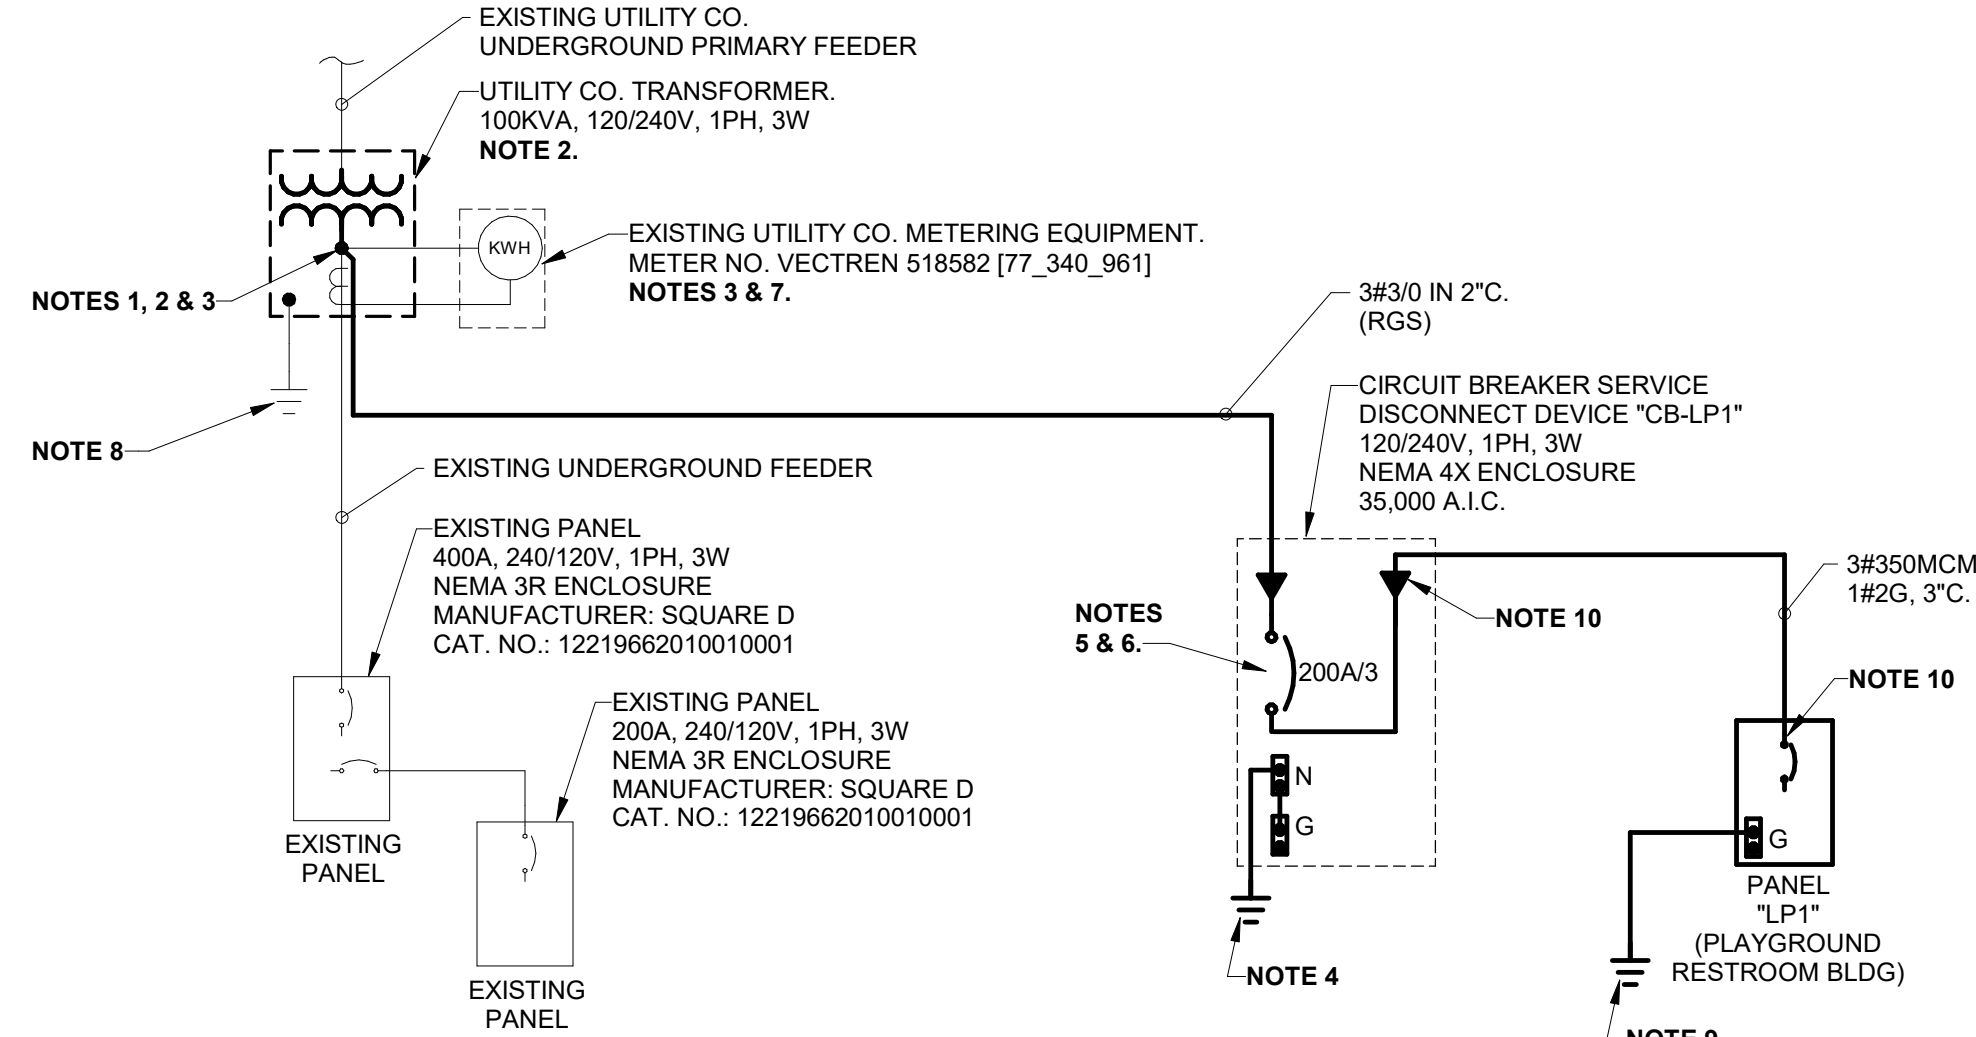 EXISTING UTILITY CO.
UNDERGROUND PRIMARY FEEDER
UTILITY CO. TRANSFORMER.
100KVA, 120/240V, 1PH, 3W
NOTE 2.
KWH
EXISTING UTILITY CO. METERING EQUIPMENT.
METER NO. VECTREN 518582 [77_340_961]
NOTES 3 & 7.
NOTES 1, 2 & 3
3#3/0 IN 2"C.
(RGS)
NOTE 8
CIRCUIT BREAKER SERVICE
DISCONNECT DEVICE "CB-LP1"
120/240V, 1PH, 3W
NEMA 4X ENCLOSURE
35,000 A.I.C.
EXISTING UNDERGROUND FEEDER
EXISTING PANEL
400A, 240/120V, 1PH, 3W
NEMA 3R ENCLOSURE
MANUFACTURER: SQUARE D
CAT. NO.: 12219662010010001
3#350MCM
1#2G, 3"C.
NOTES
5 & 6.
NOTE 10
200A/3
NOTE 10
EXISTING PANEL
200A, 240/120V, 1PH, 3W
NEMA 3R ENCLOSURE
MANUFACTURER: SQUARE D
CAT. NO.: 12219662010010001
N
G
G
EXISTING
PANEL
PANEL
"LP1"
(PLAYGROUND
RESTROOM BLDG)
NOTE 4
EXISTING
PANEL
NOTE 9